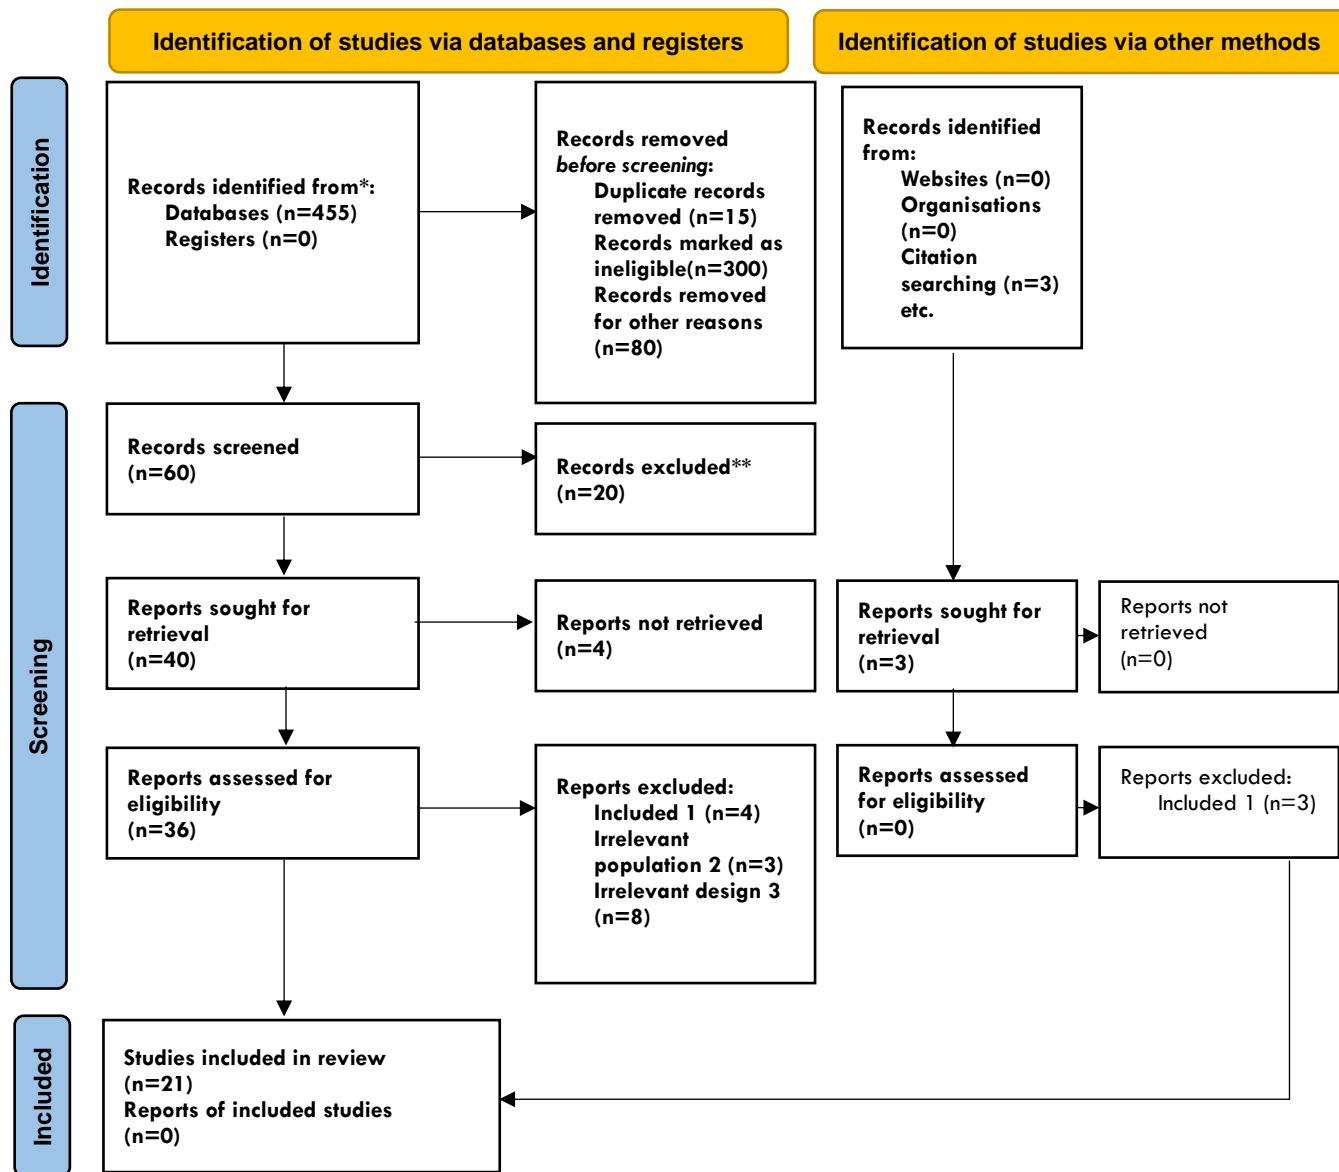 Identification of studies via databases and registers
Identification of studies via other methods
Identification
Records identified from*:
Databases (n=455)
Registers (n=0)
Records removed
before screening:
Duplicate records
removed (n=15)
Records marked as
ineligible(n=300)
Records removed
for other reasons
(n=80)
Records identified
from:
Websites (n=0)
Organisations
(n=0)
Citation
searching (n=3)
etc.
Screening
Records screened
(n=60)
Records excluded**
(n=20)
Reports sought for
retrieval
(n=40)
Reports not retrieved
(n=4)
Reports sought for
retrieval
(n=3)
Reports not
retrieved
(n=0)
Reports assessed for
eligibility
(n=36)
Reports excluded:
Included 1 (n=4)
Irrelevant
population 2 (n=3)
Irrelevant design 3
(n=8)
Reports assessed
for eligibility
(n=0)
Reports excluded:
Included 1 (n=3)
Included
Studies included in review
(n=21)
Reports of included studies
(n=0)